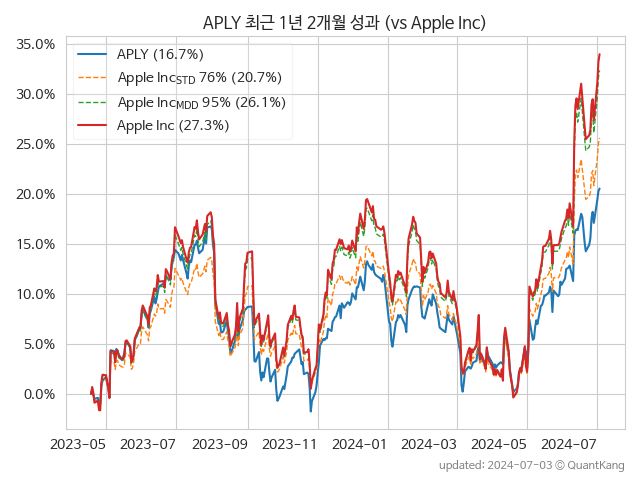 APLY 최근 1년 2개월 성과 (vs Apple Inc)
35.0%
30.0%
25.0%
20.0%
15.0%
10.0%
5.0%
0.0%
APLY (16.7%)
Apple IncSTD 76% (20.7%)
Apple IncMDD 95% (26.1%)
Apple Inc (27.3%)
2023-05 2023-07 2023-09 2023-11 2024-01 2024-03 2024-05 2024-07
updated: 2024-07-03 © QuantKang